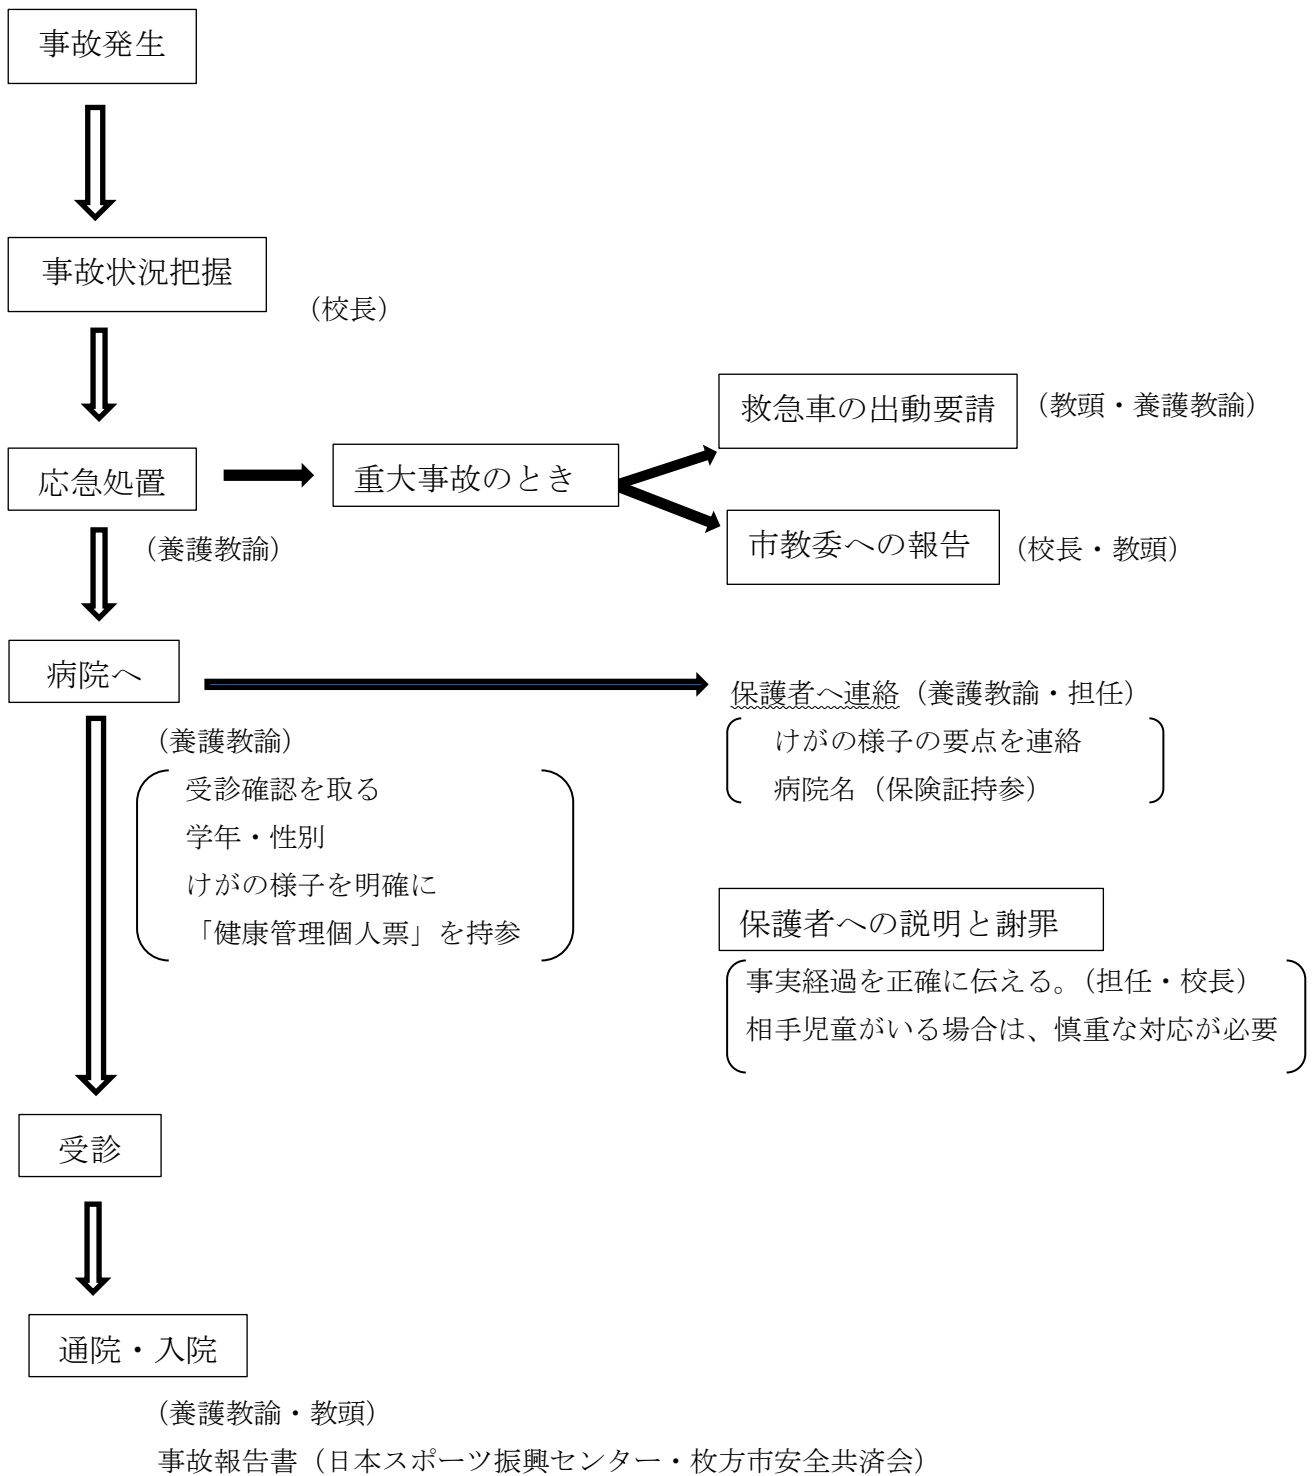 事故発生
事故状況把握
（校長）
応急処置
（養護教諭）
重大事故のとき
救急車の出動要請
（教頭・養護教諭）
市教委への報告
（校長・教頭）
病院へ
（養護教諭）
受診確認を取る
学年・性別
けがの様子を明確に
「健康管理個人票」を持参
保護者へ連絡（養護教諭・担任）
けがの様子の要点を連絡
病院名（保険証持参）
保護者への説明と謝罪
事実経過を正確に伝える。（担任・校長）
相手児童がいる場合は、慎重な対応が必要
受診
通院・入院
（養護教諭・教頭）
事故報告書（日本スポーツ振興センター・枚方市安全共済会）